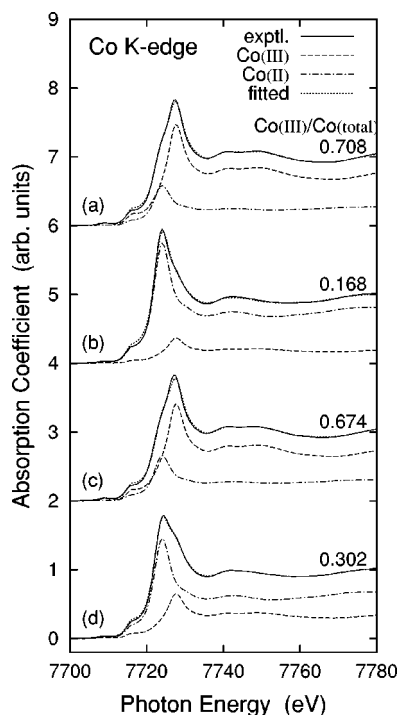 Co K-edge
exptl.
Co(III)
Co(II)
fitted
Co(III)/Co(total)
0.708
0.168
0.674
0.302
(a)
(b)
(c)
(d)
9
8
7
6
5
4
3
2
1
0
Absorption Coefficient (arb. units)
7700 7720 7740 7760 7780
Photon Energy (eV)